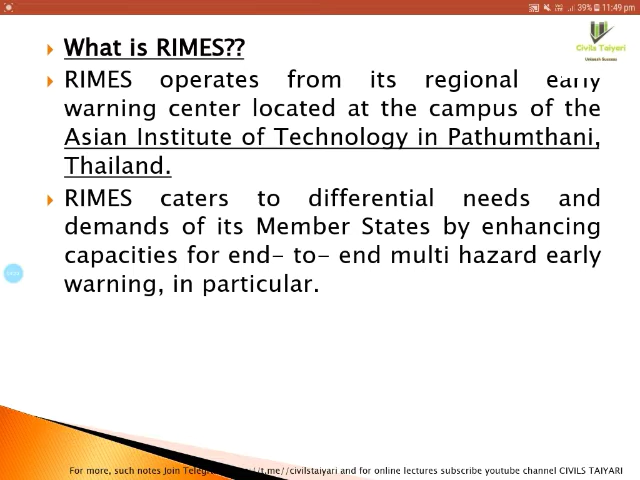 39% 11:49 pm
What is RIMES??
Civils Taiyari
Unleash Success
RIMES operates from its regional early
warning center located at the campus of the
Asian Institute of Technology in Pathumthani,
Thailand.
RIMES caters to differential needs and
demands of its Member States by enhancing
capacities for end- to- end multi hazard early
warning, in particular.
For more, such notes Join Telegr /t.me//civilstaiyari and for online lectures subscribe youtube channel CIVILS TAIYARI